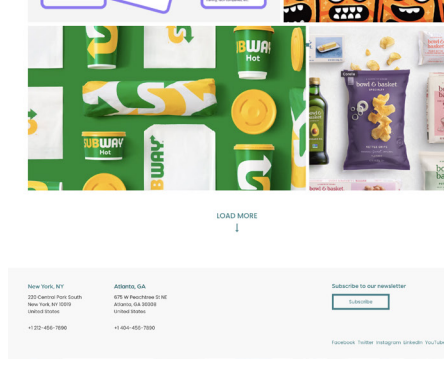 SUBWAY
Hot
SUBWAY
Hot
SUBWAY
bowl & basket
bowl & basket
LOAD MORE
New York, NY
220 Central Park South
New York, NY 10019
United States
+1 212-456-7890
Atlanta, GA
675 W Peachtree St NE
Atlanta, GA 30308
United States
+1 404-456-7890
Subscribe to our newsletter
Subscribe
Facebook Twitter Instagram LinkedIn YouTube